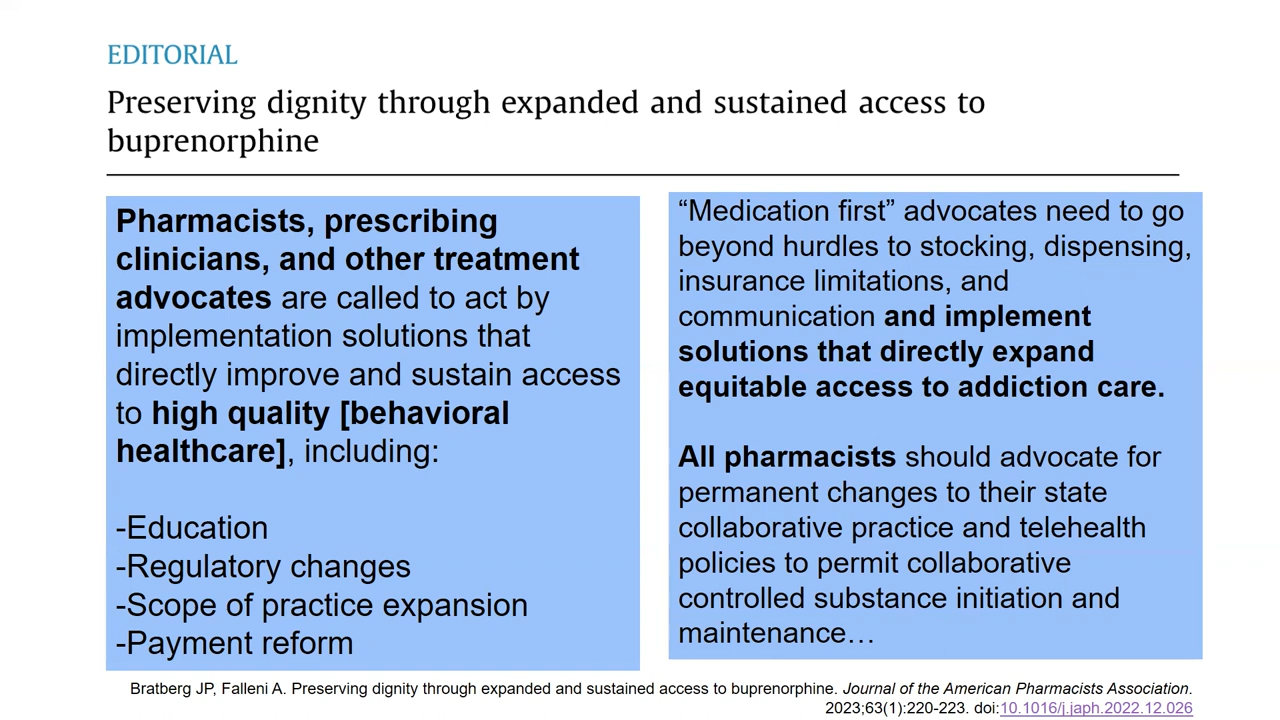 EDITORIAL
Preserving dignity through expanded and sustained access to
buprenorphine
Pharmacists, prescribing
clinicians, and other treatment
advocates are called to act by
implementation solutions that
directly improve and sustain access
to high quality [behavioral
healthcare], including:
-Education
-Regulatory changes
-Scope of practice expansion
-Payment reform
“Medication first” advocates need to go
beyond hurdles to stocking, dispensing,
insurance limitations, and
communication and implement
solutions that directly expand
equitable access to addiction care.
All pharmacists should advocate for
permanent changes to their state
collaborative practice and telehealth
policies to permit collaborative
controlled substance initiation and
maintenance…
Bratberg JP, Falleni A. Preserving dignity through expanded and sustained access to buprenorphine. Journal of the American Pharmacists Association.
2023;63(1):220-223. doi:10.1016/j.japh.2022.12.026